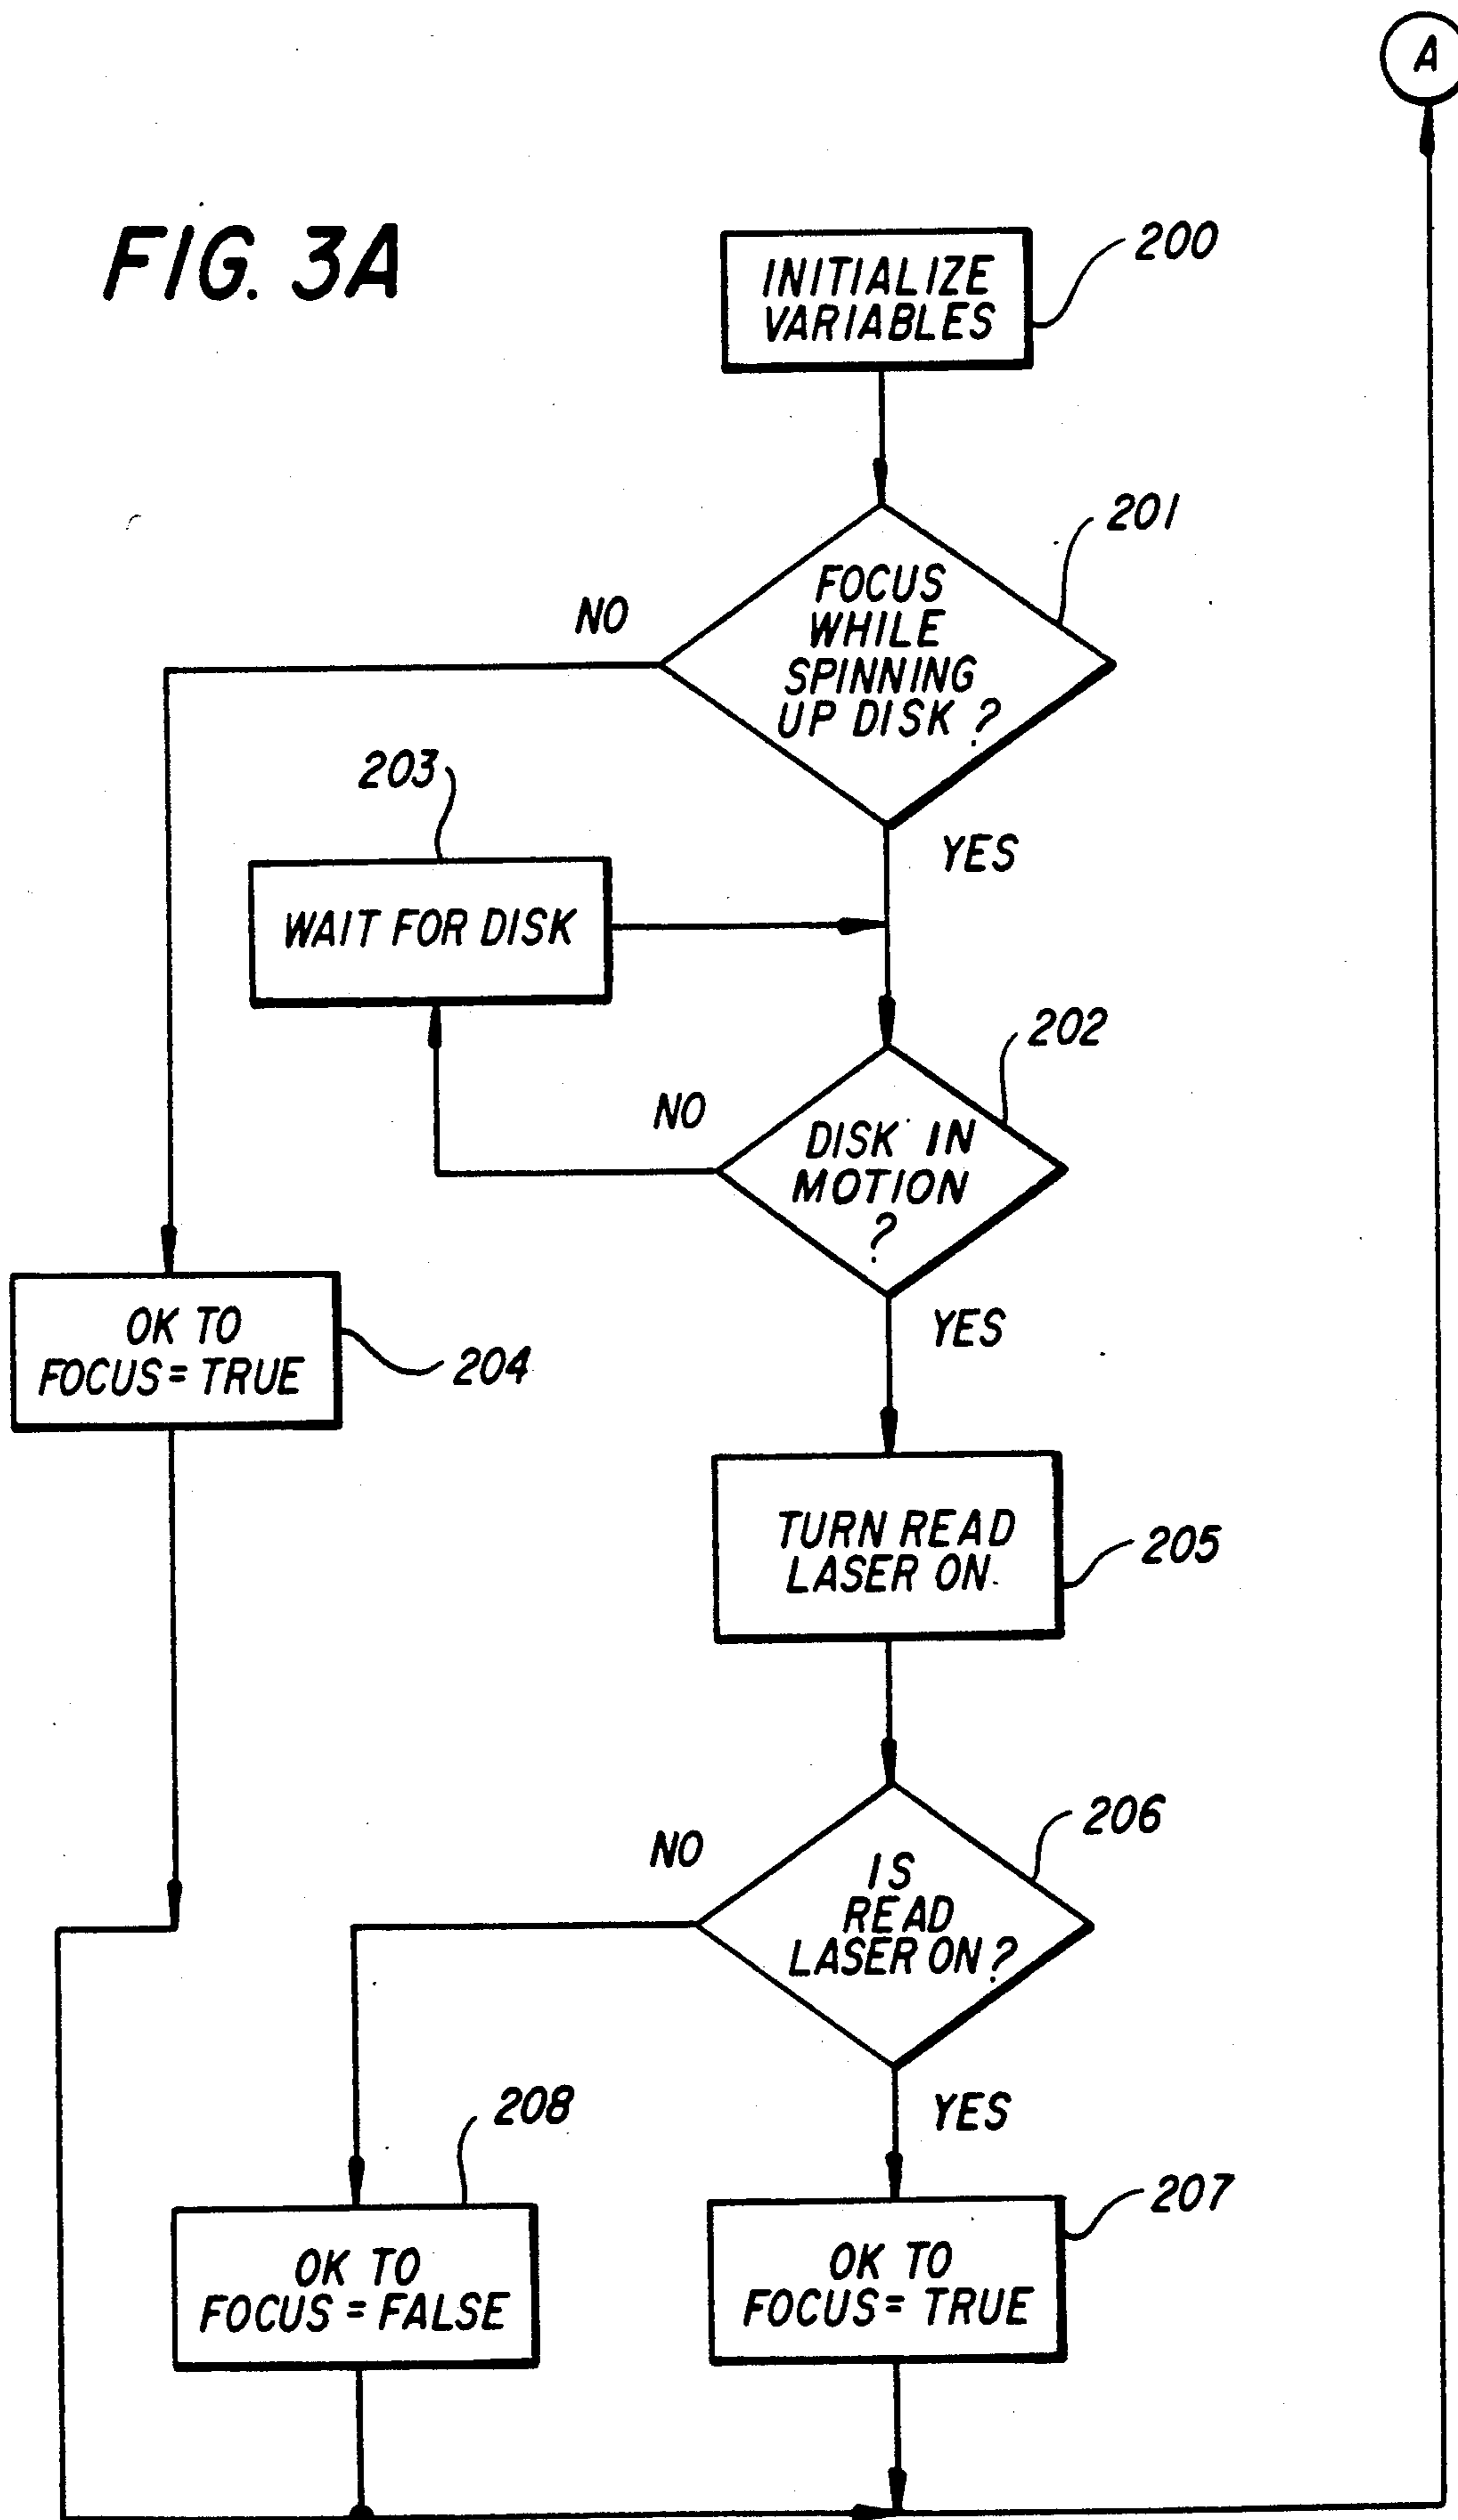 A
FIG. 3A
INITIALIZE
VARIABLES
200
201
FOCUS
WHILE
SPINNING
UP DISK ?
NO
YES
203
WAIT FOR DISK
202
NO
DISK IN
MOTION
?
YES
OK TO
FOCUS = TRUE
204
TURN READ
LASER ON
205
206
NO
IS
READ
LASER ON ?
YES
208
207
OK TO
FOCUS = FALSE
OK TO
FOCUS = TRUE